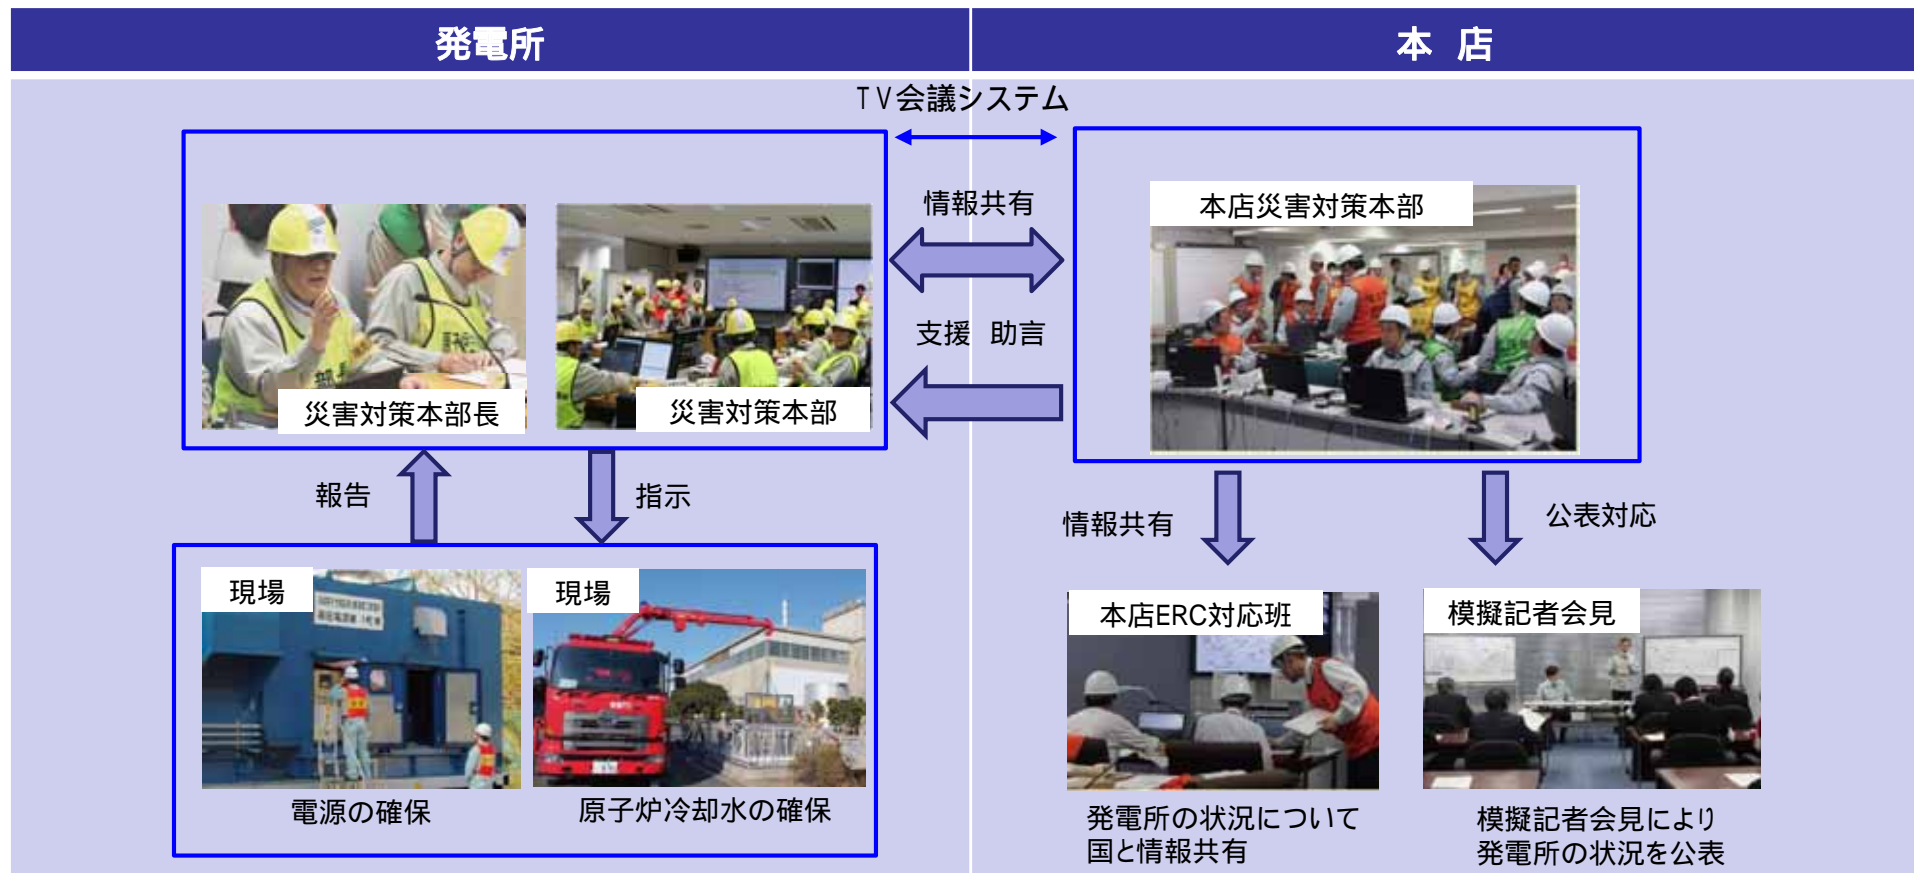 発電所
本 店
TV会議システム
情報共有
支援 助言
災害対策本部長
災害対策本部
本店災害対策本部
報告
指示
情報共有
公表対応
現場
現場
本店ERC対応班
模擬記者会見
電源の確保
原子炉冷却水の確保
発電所の状況について
国と情報共有
模擬記者会見により
発電所の状況を公表